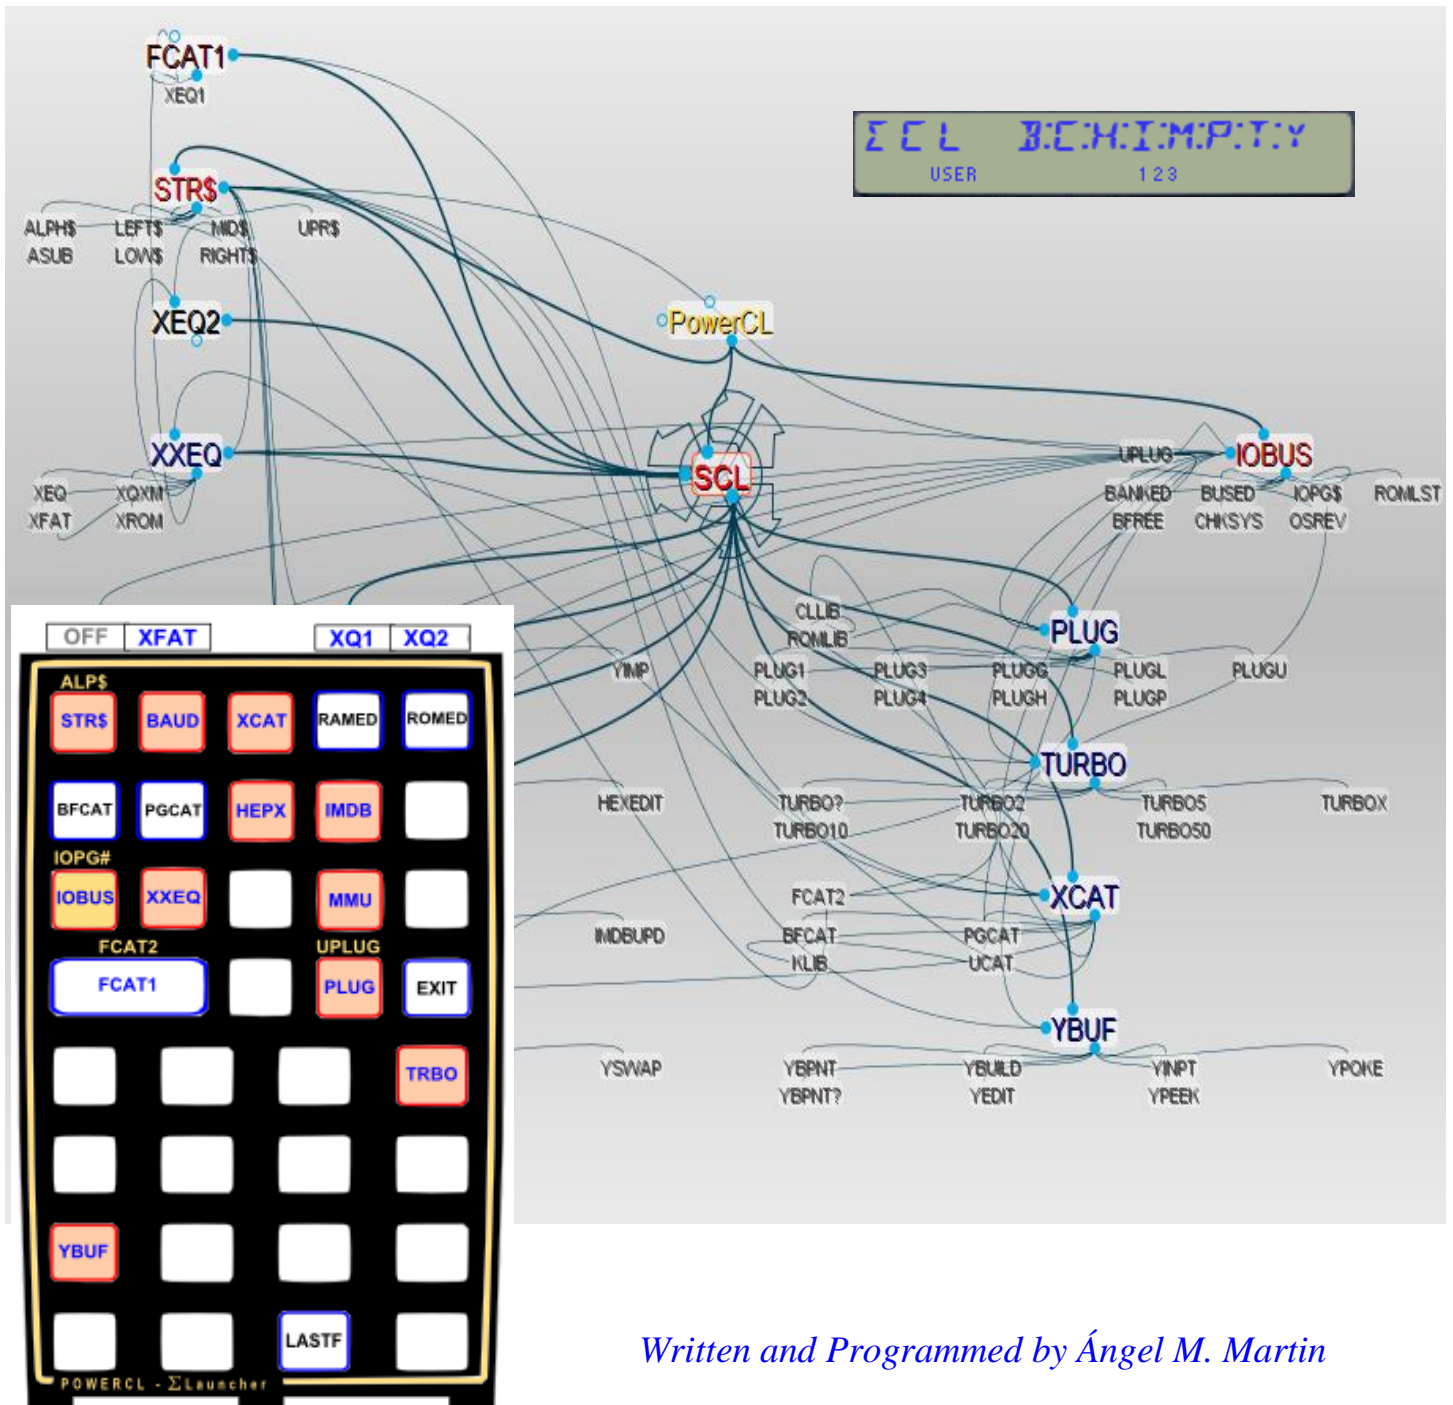 FCAT1
XEQ1
ΣCL B:C:H:I:M:P:T:Y
USER 123
STR$
ALPH$ LEFT$ MID$ UPR$
ASUB LOW$ RIGHT$
XEQ2
PowerCL
XXEQ
SCL
UPLUG IOBUS
XEQ XQXM
XFAT XROM
BANKED BUSED IOPG$ ROMLST
BFREE CHKSYS OSREV
CLLIB
ROMLIB
PLUG
YIMP PLUG1 PLUG3 PLUGG PLUGL PLUGU
PLUG2 PLUG4 PLUGH PLUGP
TURBO
HEXEDIT TURBO? TURBO2 TURBO5 TURBOX
TURBO10 TURBO20 TURBO50
FCAT2 XCAT
IMDBUPD BFCAT PGCAT
KLIB UCAT
YBUF
YSWAP YBPNT YBUILD YINPT YPOKE
YBPNT? YEDIT YPEEK
OFF XFAT XQ1 XQ2
ALP$
STR$ BAUD XCAT RAMED ROMED
BFCAT PGCAT HEPX IMDB
IOPG#
IOBUS XXEQ MMU
FCAT2 UPLUG
FCAT1 PLUG EXIT
TRBO
YBUF
LASTF
POWERCL - ΣLauncher
Written and Programmed by Ángel M. Martin